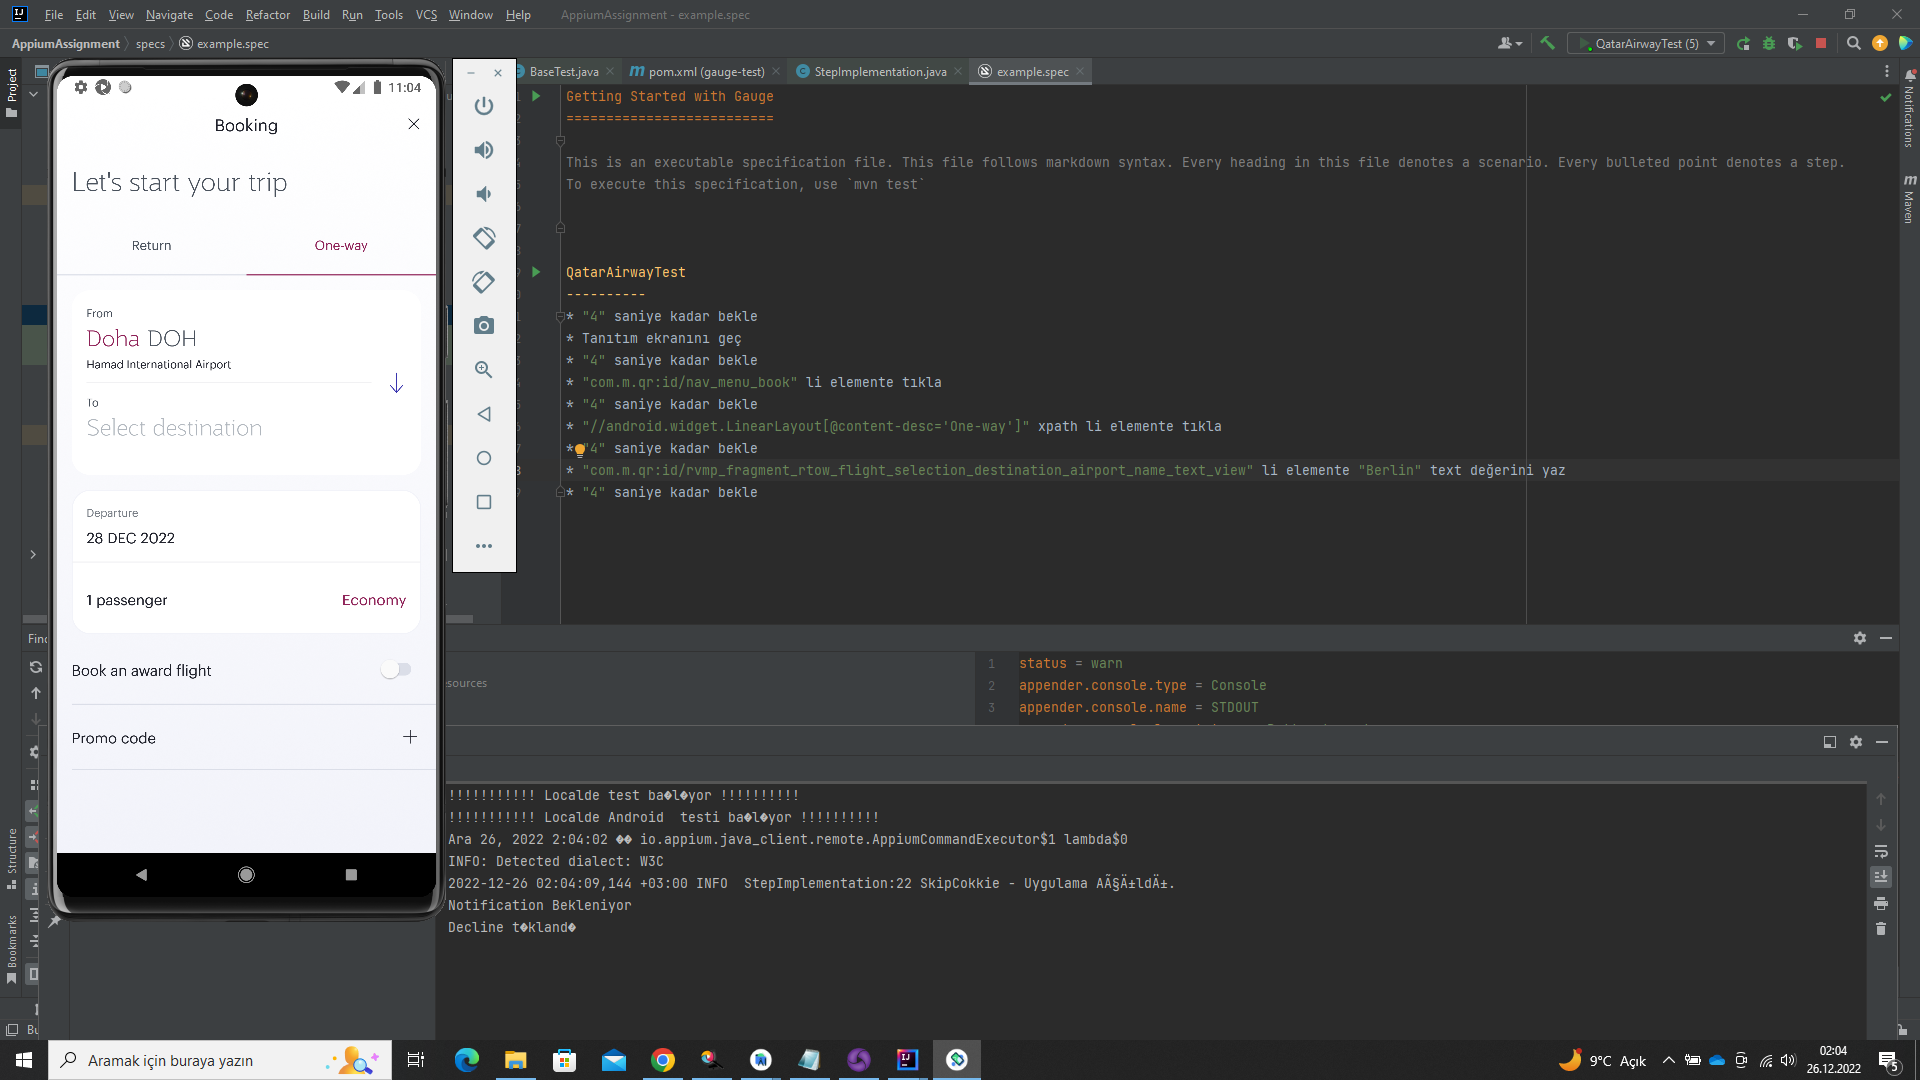 File Edit View Navigate Code Refactor Build Run Tools VCS Window Help AppiumAssignment - example.spec
AppiumAssignment specs example.spec QatarAirwayTest (5)
BaseTest.java pom.xml (gauge-test) StepImplementation.java example.spec
Project
Notifications
Maven
Structure
Bookmarks
11:04
Booking
Let's start your trip
Return One-way
From
Doha DOH
Hamad International Airport
To
Select destination
Departure
28 DEC 2022
1 passenger Economy
Book an award flight
Promo code
Getting Started with Gauge
==========================
This is an executable specification file. This file follows markdown syntax. Every heading in this file denotes a scenario. Every bulleted point denotes a step.
To execute this specification, use `mvn test`
QatarAirwayTest
----------
* "4" saniye kadar bekle
* Tanıtım ekranını geç
* "4" saniye kadar bekle
* "com.m.qr:id/nav_menu_book" li elemente tıkla
* "4" saniye kadar bekle
* "//android.widget.LinearLayout[@content-desc='One-way']" xpath li elemente tıkla
* "4" saniye kadar bekle
* "com.m.qr:id/rvmp_fragment_rtow_flight_selection_destination_airport_name_text_view" li elemente "Berlin" text değerini yaz
* "4" saniye kadar bekle
Find
sources
1 status = warn
2 appender.console.type = Console
3 appender.console.name = STDOUT
!!!!!!!!!!! Localde test ba�l�yor !!!!!!!!!!
!!!!!!!!!!! Localde Android  testi ba�l�yor !!!!!!!!!!
Ara 26, 2022 2:04:02 �� io.appium.java_client.remote.AppiumCommandExecutor$1 lambda$0
INFO: Detected dialect: W3C
2022-12-26 02:04:09,144 +03:00 INFO  StepImplementation:22 SkipCokkie - Uygulama AÃ§Ä±ldÄ±.
Notification Bekleniyor
Decline t�kland�
Bu
Aramak için buraya yazın
9°C Açık
02:04
26.12.2022
5